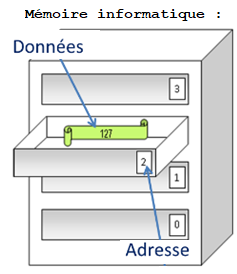 Mémoire informatique :
Données
3
127
2
1
0
Adresse